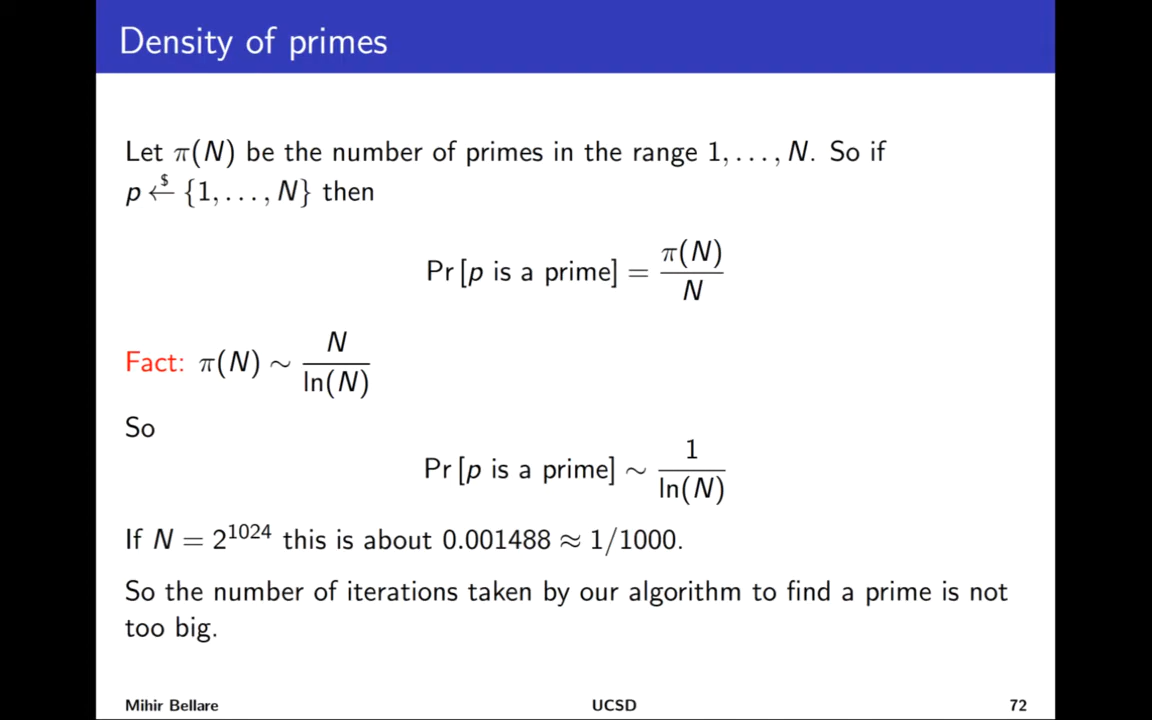 Density of primes
Let π(N) be the number of primes in the range 1, . . . , N. So if
p ←$ {1, . . . , N} then
Pr [p is a prime] = π(N)/N
Fact: π(N) ∼ N/ln(N)
So
Pr [p is a prime] ∼ 1/ln(N)
If N = 2^1024 this is about 0.001488 ≈ 1/1000.
So the number of iterations taken by our algorithm to find a prime is not
too big.
Mihir Bellare UCSD 72